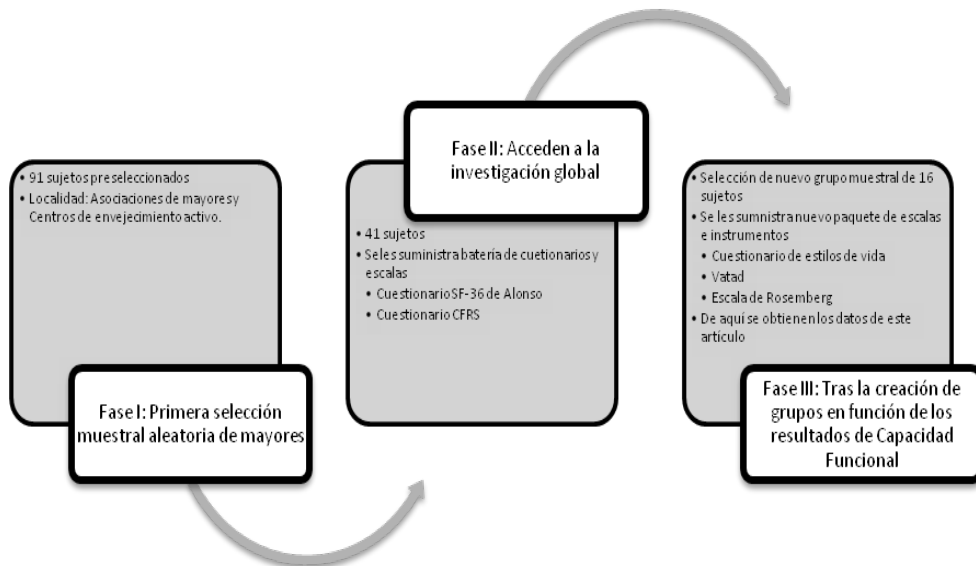 • 91 sujetos preseleccionados
• Localidad: Asociaciones de mayores y
Centros de envejecimiento activo.
Fase I: Primera selección
muestral aleatoria de mayores
Fase II: Acceden a la
investigación global
• 41 sujetos
• Se les suministra batería de cuetionarios y
escalas
• Cuestionario SF-36 de Alonso
• Cuestionario CFRS
• Selección de nuevo grupo muestral de 16
sujetos
• Se les sumnistra nuevo paquete de escalas
e instrumentos
• Cuestionario de estilos de vida
• Vatad
• Escala de Rosemberg
• De aquí se obtienen los datos de este
artículo
Fase III: Tras la creación de
grupos en función de los
resultados de Capacidad
Funcional